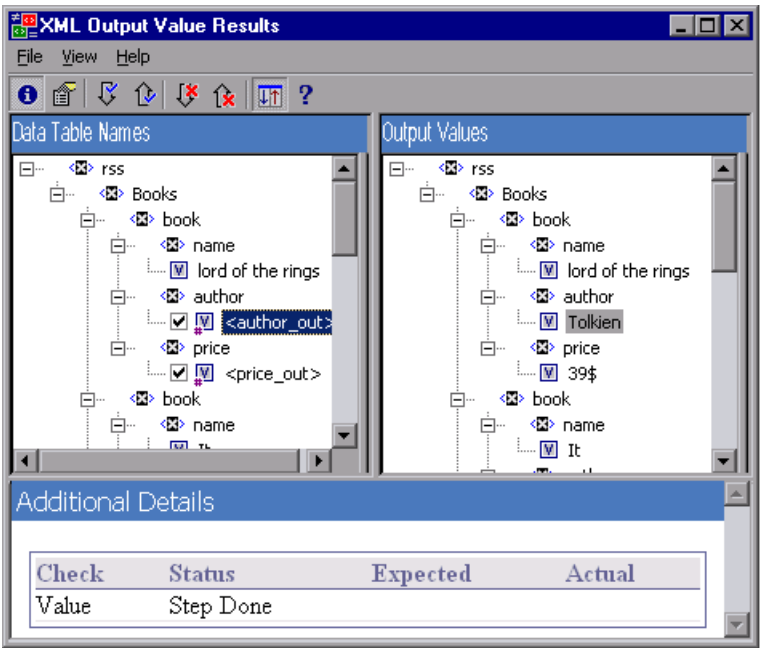 XML Output Value Results
File View Help
Data Table Names
rss
Books
book
name
lord of the rings
author
<author_out>
price
<price_out>
book
name
It
Output Values
rss
Books
book
name
lord of the rings
author
Tolkien
price
39$
book
name
It
Additional Details
Check Status Expected Actual
Value Step Done